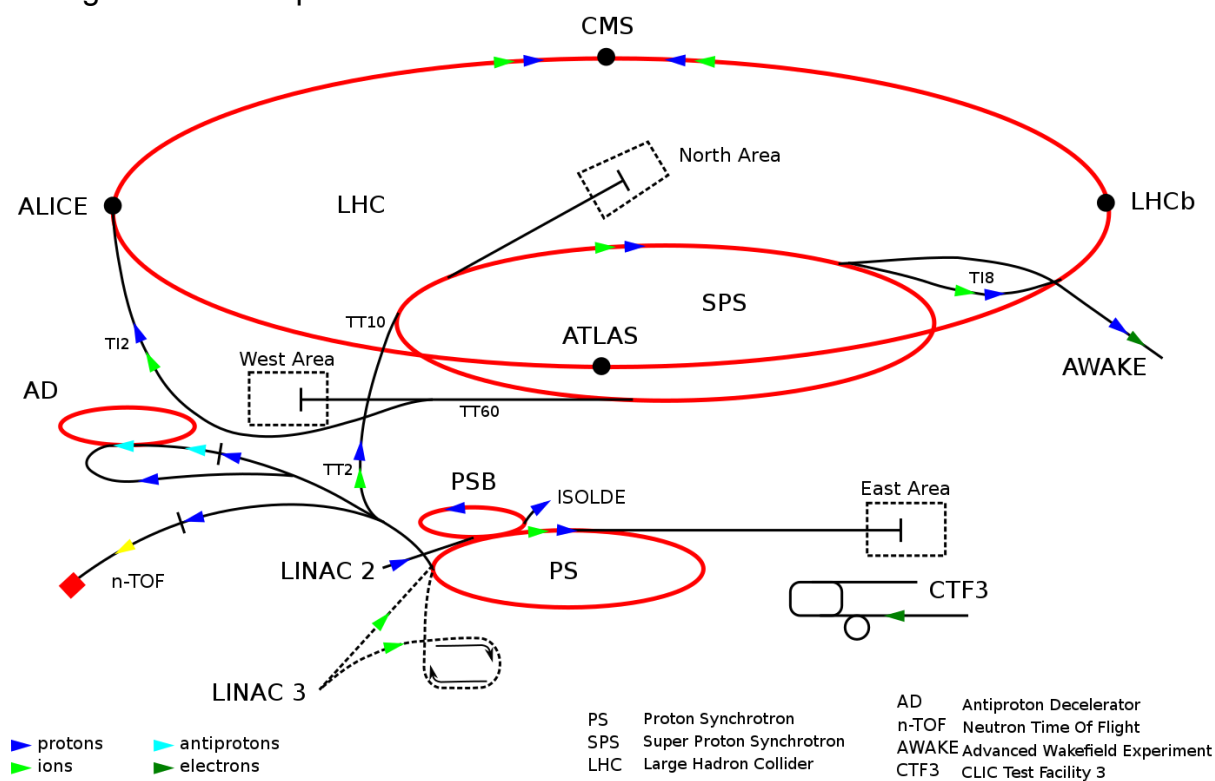 CMS
North Area
ALICE
LHC
LHCb
TI8
SPS
TT10
ATLAS
TI2
West Area
AWAKE
AD
TT60
TT2
PSB
ISOLDE
East Area
LINAC 2
PS
n-TOF
CTF3
LINAC 3
protons
antiprotons
ions
electrons
PS Proton Synchrotron
SPS Super Proton Synchrotron
LHC Large Hadron Collider
AD Antiproton Decelerator
n-TOF Neutron Time Of Flight
AWAKE Advanced Wakefield Experiment
CTF3 CLIC Test Facility 3